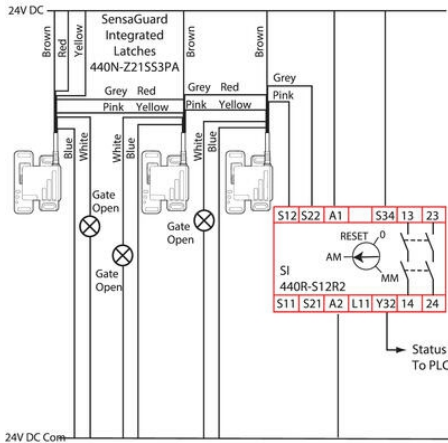 24V DC
SensaGuard
Integrated
Latches
440N-Z21SS3PA
Brown
Red
Yellow
Brown
Brown
Grey Red
Pink Yellow
Grey Red
Pink Yellow
Grey
Pink
Blue
White
Blue
White
Blue
White
Gate
Open
Gate
Open
Gate
Open
S12 S22 A1 S34 13 23
RESET 0
AM
MM
SI
440R-S12R2
S11 S21 A2 L11 Y32 14 24
Status
To PLC
24V DC Com